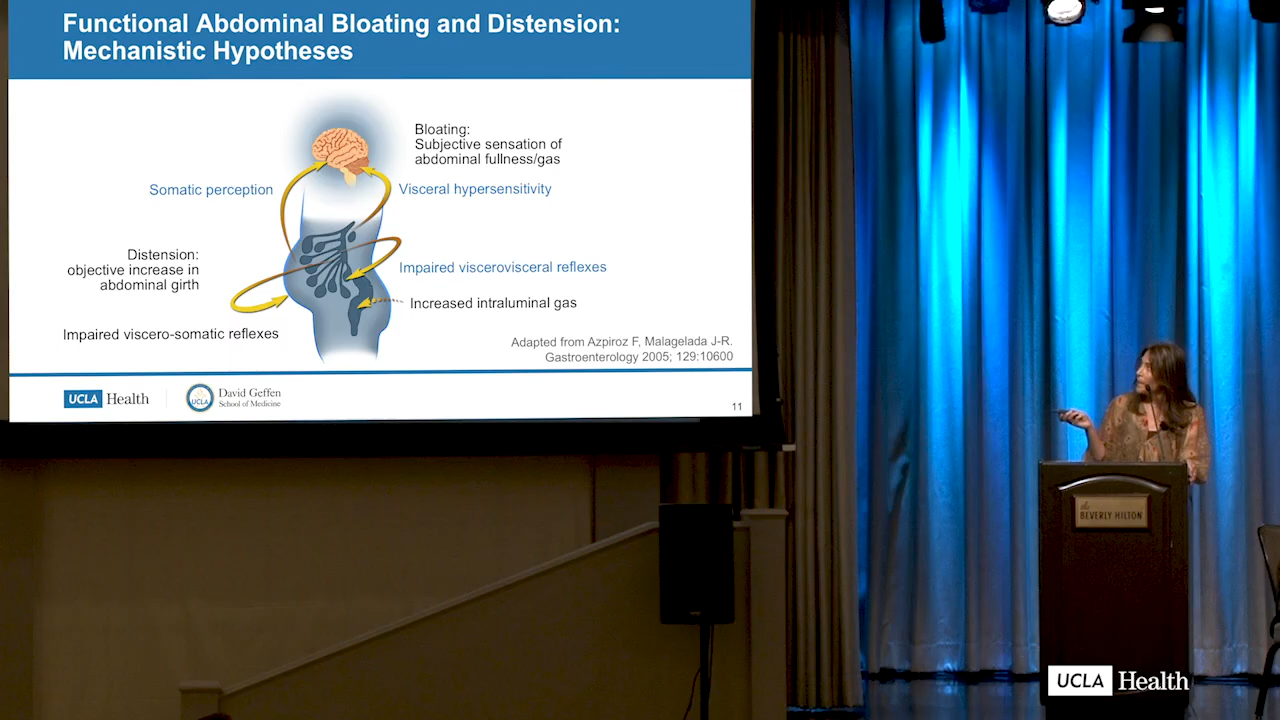 Functional Abdominal Bloating and Distension:
Mechanistic Hypotheses
Bloating:
Subjective sensation of
abdominal fullness/gas
Somatic perception
Visceral hypersensitivity
Distension:
objective increase in
abdominal girth
Impaired viscerovisceral reflexes
Increased intraluminal gas
Impaired viscero-somatic reflexes
Adapted from Azpiroz F, Malagelada J-R.
Gastroenterology 2005; 129:10600
UCLA Health
UCLA
David Geffen
School of Medicine
11
the
BEVERLY HILTON
UCLA Health